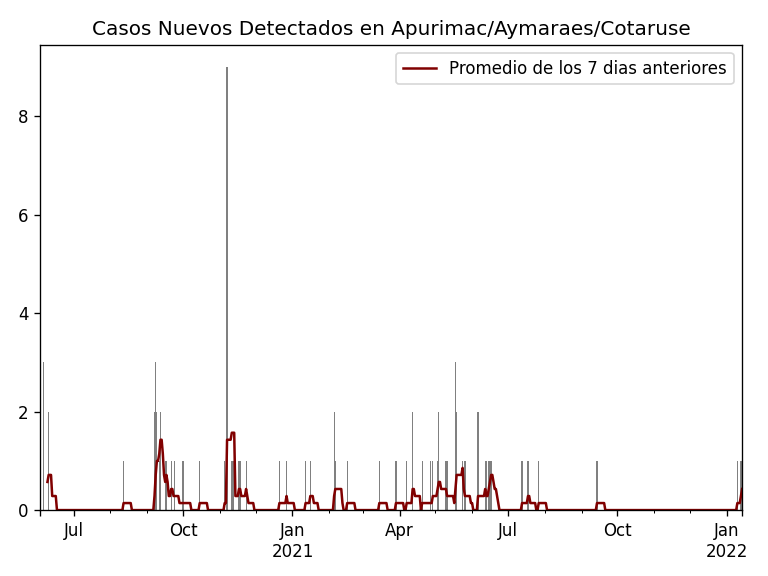 Casos Nuevos Detectados en Apurimac/Aymaraes/Cotaruse
Promedio de los 7 dias anteriores
8
6
4
2
0
Jul
Oct
Jan
2021
Apr
Jul
Oct
Jan
2022